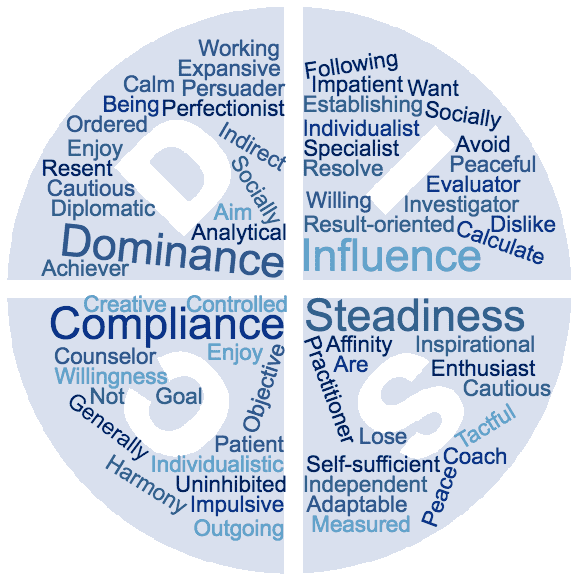 Working
Expansive
Calm Persuader
Being Perfectionist
Ordered
Indirect
Enjoy
Resent
Socially
Cautious
Diplomatic
Aim
Analytical
Dominance
Achiever
D
Following
Impatient Want
Establishing Socially
Individualist
Specialist Avoid
Resolve Peaceful
Evaluator
Willing Investigator
Result-oriented Dislike
Calculate
Influence
I
Creative Controlled
Compliance
Counselor Enjoy
Willingness
Objective
Not Goal
Generally
Patient
Individualistic
Harmony
Uninhibited
Impulsive
Outgoing
C
Steadiness
Affinity Inspirational
Practitioner
Are Enthusiast
Cautious
Tactful
Lose
Self-sufficient Coach
Independent
Peace
Adaptable
Measured
S